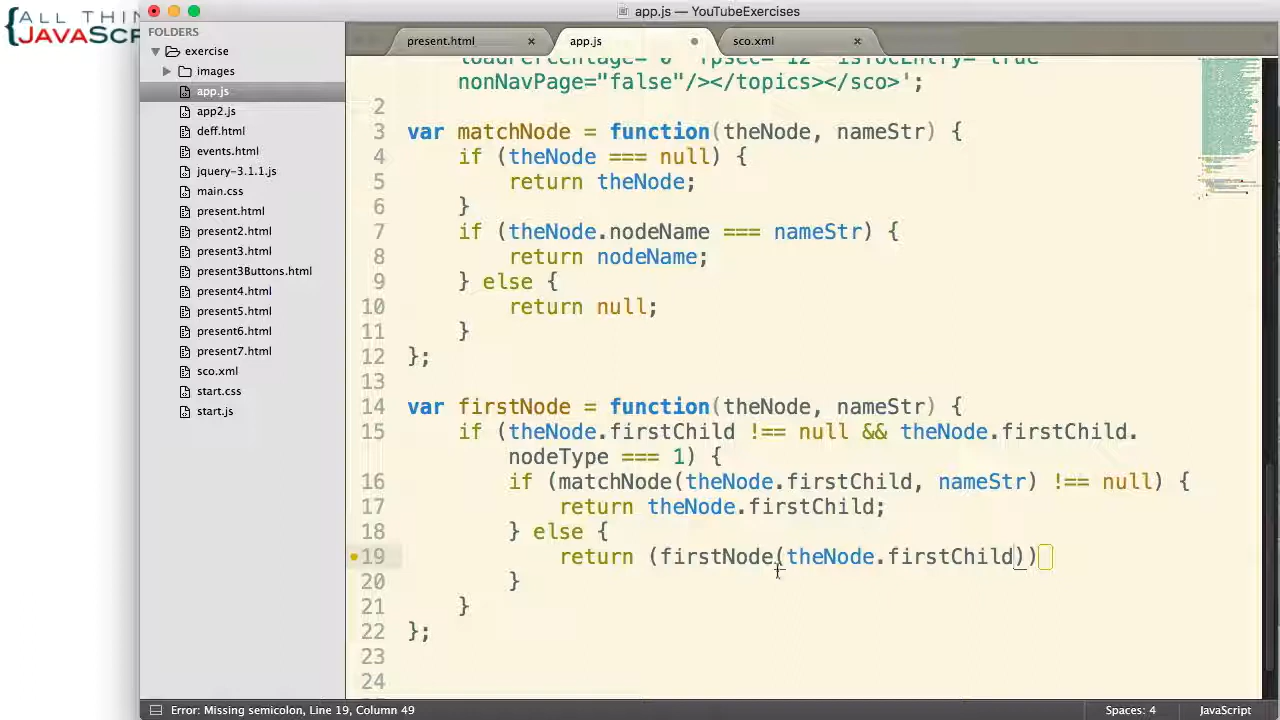 ALL THIN
{JAVASCRI
app.js — YouTubeExercises
FOLDERS
exercise
images
app.js
app2.js
deff.html
events.html
jquery-3.1.1.js
main.css
present.html
present2.html
present3.html
present3Buttons.html
present4.html
present5.html
present6.html
present7.html
sco.xml
start.css
start.js
present.html ×
app.js
sco.xml ×
loadPercentage="0" fpsec="12" isTocEntry="true"
nonNavPage="false"/></topics></sco>';
2
3 var matchNode = function(theNode, nameStr) {
4 if (theNode === null) {
5 return theNode;
6 }
7 if (theNode.nodeName === nameStr) {
8 return nodeName;
9 } else {
10 return null;
11 }
12 };
13
14 var firstNode = function(theNode, nameStr) {
15 if (theNode.firstChild !== null && theNode.firstChild.
nodeType === 1) {
16 if (matchNode(theNode.firstChild, nameStr) !== null) {
17 return theNode.firstChild;
18 } else {
19 return (firstNode(theNode.firstChild))
20 }
21 }
22 };
23
24
Error: Missing semicolon, Line 19, Column 49
Spaces: 4
JavaScript